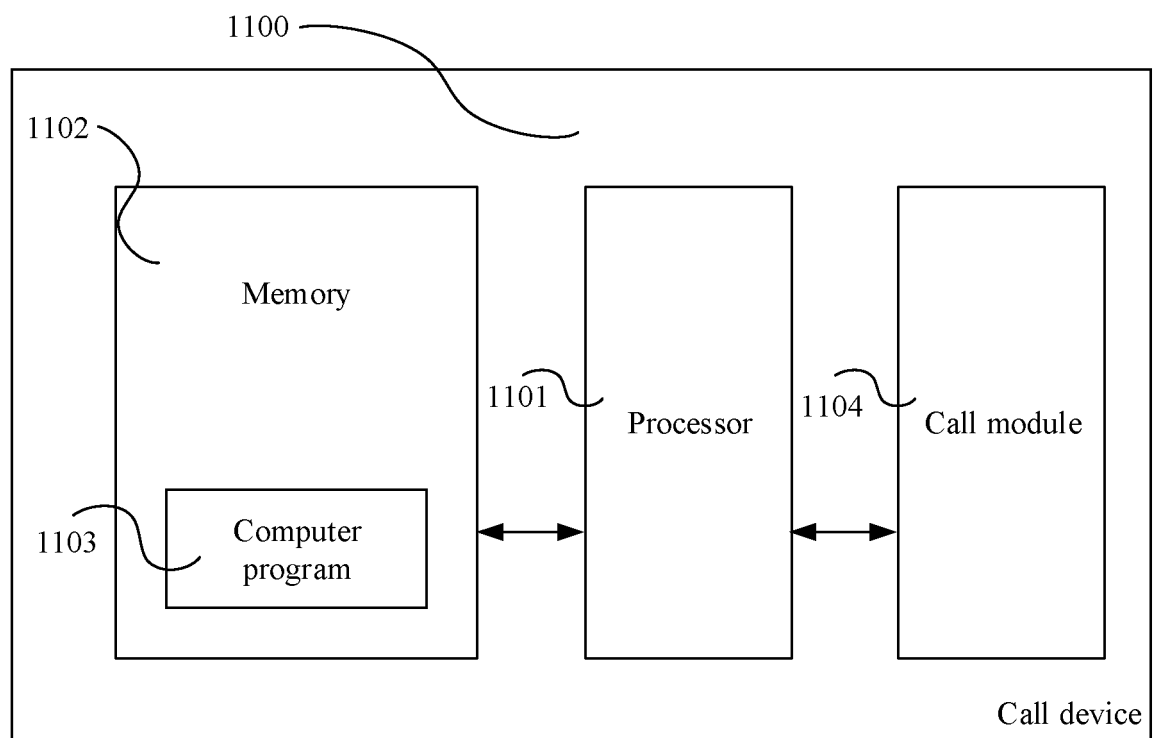 1100
1102
Memory
1101
1104
Processor
Call module
1103
Computer
program
Call device